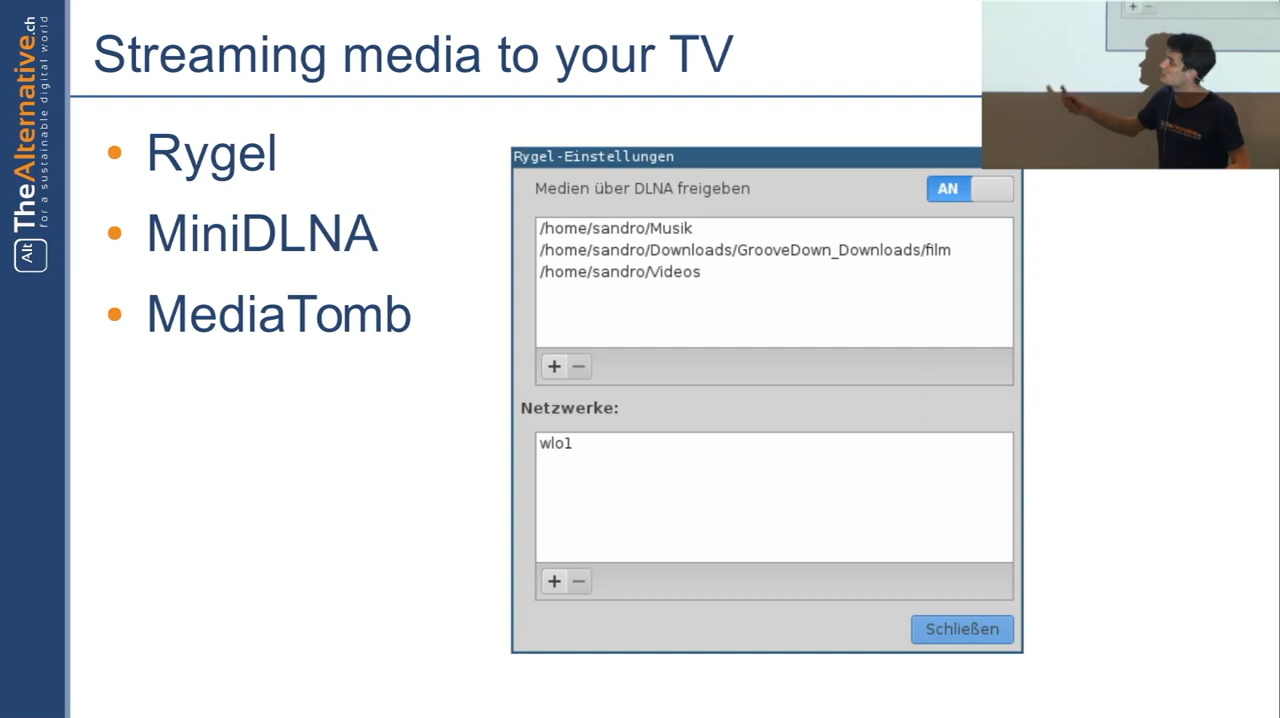 TheAlternative.ch
for a sustainable digital world
Alt
Streaming media to your TV
Rygel
MiniDLNA
MediaTomb
Rygel-Einstellungen
Medien über DLNA freigeben
AN
/home/sandro/Musik
/home/sandro/Downloads/GrooveDown_Downloads/film
/home/sandro/Videos
+ −
Netzwerke:
wlo1
+ −
Schließen